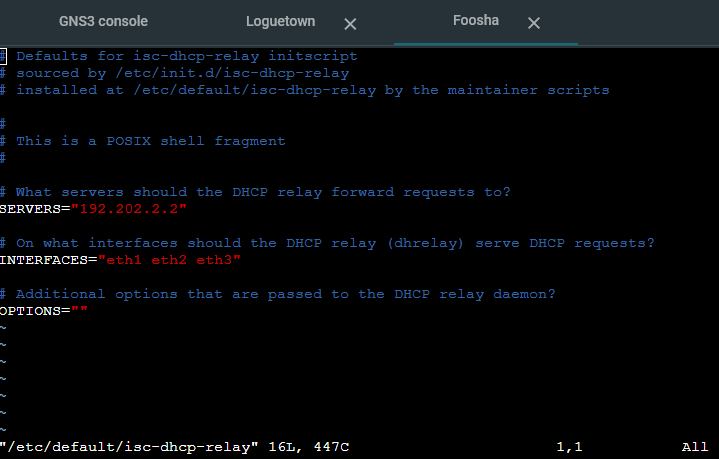 GNS3 console
Loguetown
Foosha
# Defaults for isc-dhcp-relay initscript
# sourced by /etc/init.d/isc-dhcp-relay
# installed at /etc/default/isc-dhcp-relay by the maintainer scripts
#
# This is a POSIX shell fragment
#
# What servers should the DHCP relay forward requests to?
SERVERS="192.202.2.2"
# On what interfaces should the DHCP relay (dhrelay) serve DHCP requests?
INTERFACES="eth1 eth2 eth3"
# Additional options that are passed to the DHCP relay daemon?
OPTIONS=""
~
~
~
~
~
~
~
"/etc/default/isc-dhcp-relay" 16L, 447C 1,1 All